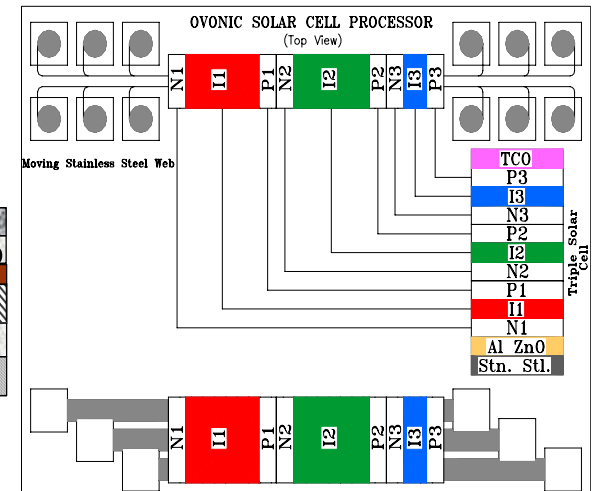 OVONIC SOLAR CELL PROCESSOR
(Top View)
N1 I1 P1 N2 I2 P2 N3 I3 P3
Moving Stainless Steel Web
TCO
P3
I3
N3
P2
I2
N2
P1
I1
N1
Al ZnO
Stn. Stl.
Triple Solar
Cell
N1 I1 P1 N2 I2 P2 N3 I3 P3